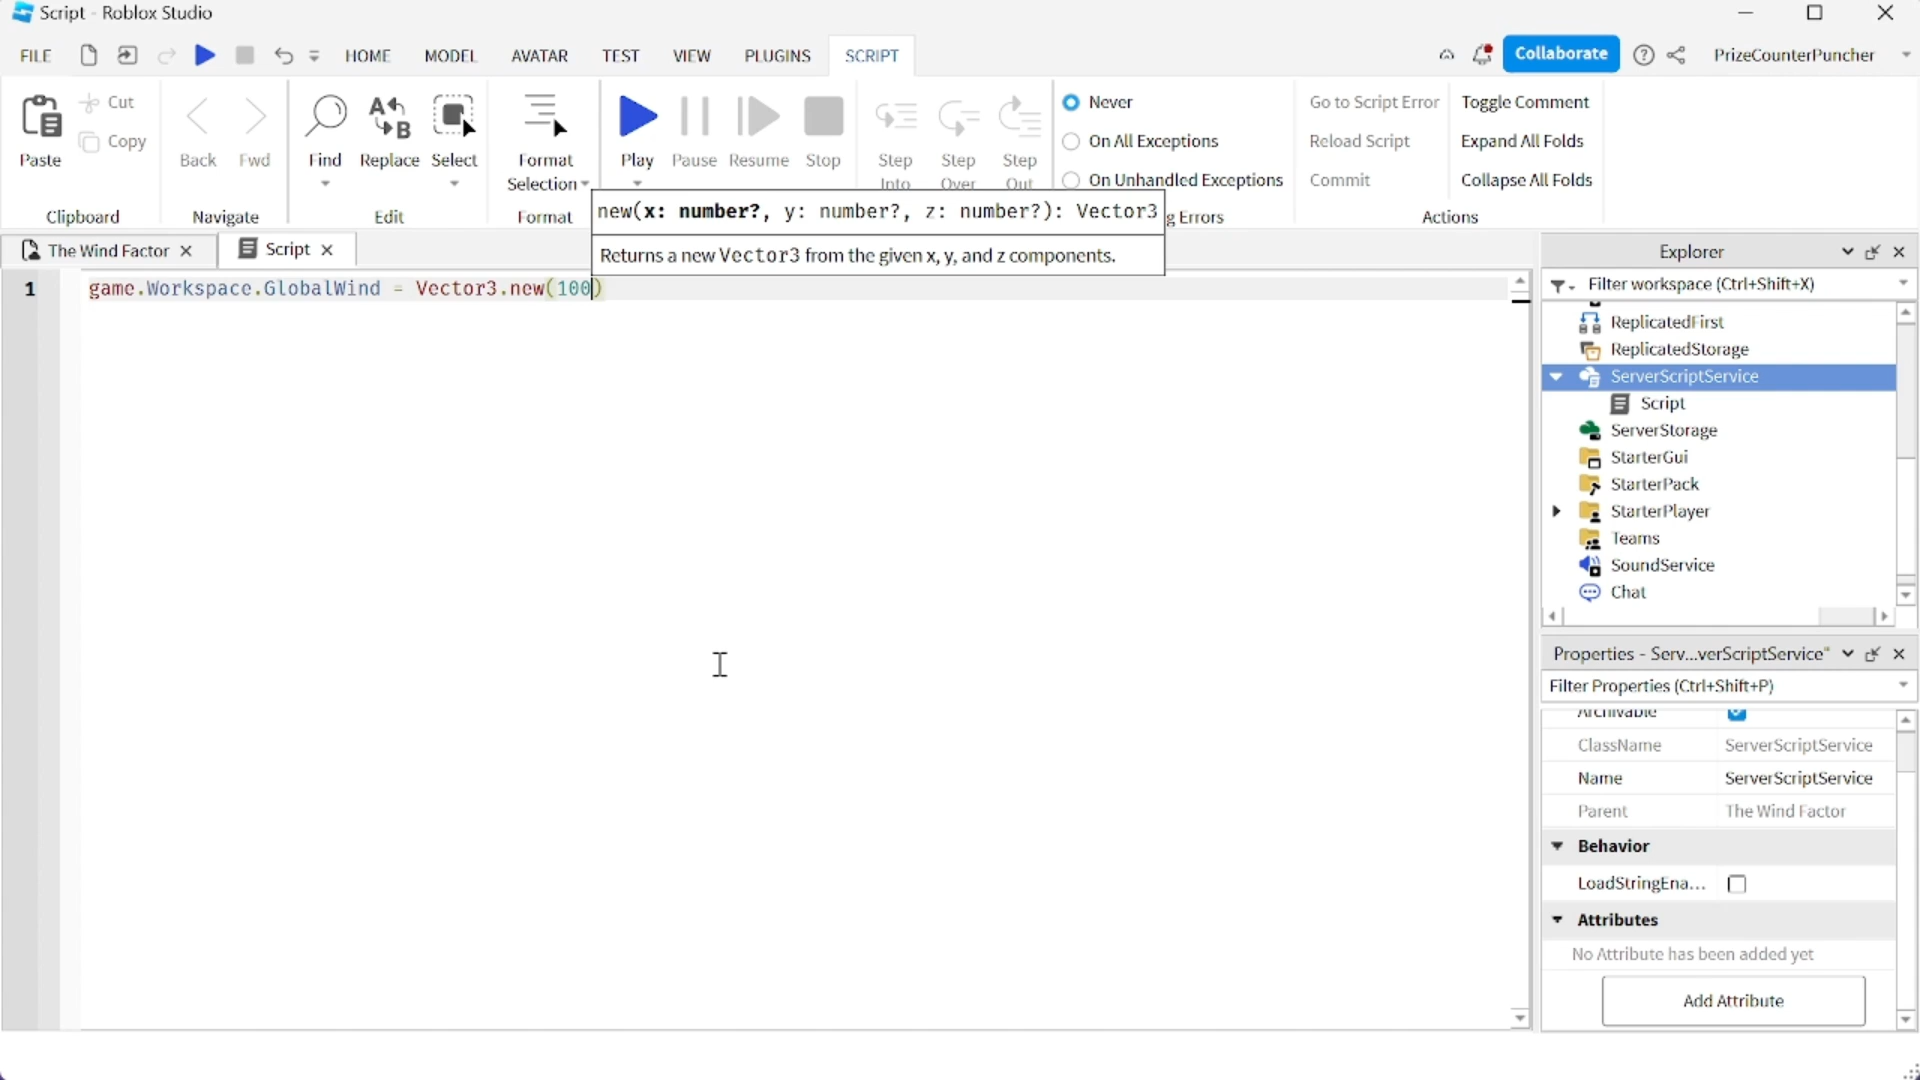 Script - Roblox Studio
FILE HOME MODEL AVATAR TEST VIEW PLUGINS SCRIPT Collaborate PrizeCounterPuncher
Paste
Cut
Copy
Clipboard
Back Fwd
Navigate
Find Replace Select
Edit
Format
Selection
Format
Play Pause Resume Stop
Step
Into
Step
Over
Step
Out
Never
On All Exceptions
On Unhandled Exceptions
g Errors
Go to Script Error
Reload Script
Commit
Toggle Comment
Expand All Folds
Collapse All Folds
Actions
new(x: number?, y: number?, z: number?): Vector3
Returns a new Vector3 from the given x, y, and z components.
The Wind Factor
Script
1 game.Workspace.GlobalWind = Vector3.new(100)
Explorer
Filter workspace (Ctrl+Shift+X)
ReplicatedFirst
ReplicatedStorage
ServerScriptService
Script
ServerStorage
StarterGui
StarterPack
StarterPlayer
Teams
SoundService
Chat
Properties - Serv...verScriptService"
Filter Properties (Ctrl+Shift+P)
Archivable
ClassName ServerScriptService
Name ServerScriptService
Parent The Wind Factor
Behavior
LoadStringEna...
Attributes
No Attribute has been added yet
Add Attribute